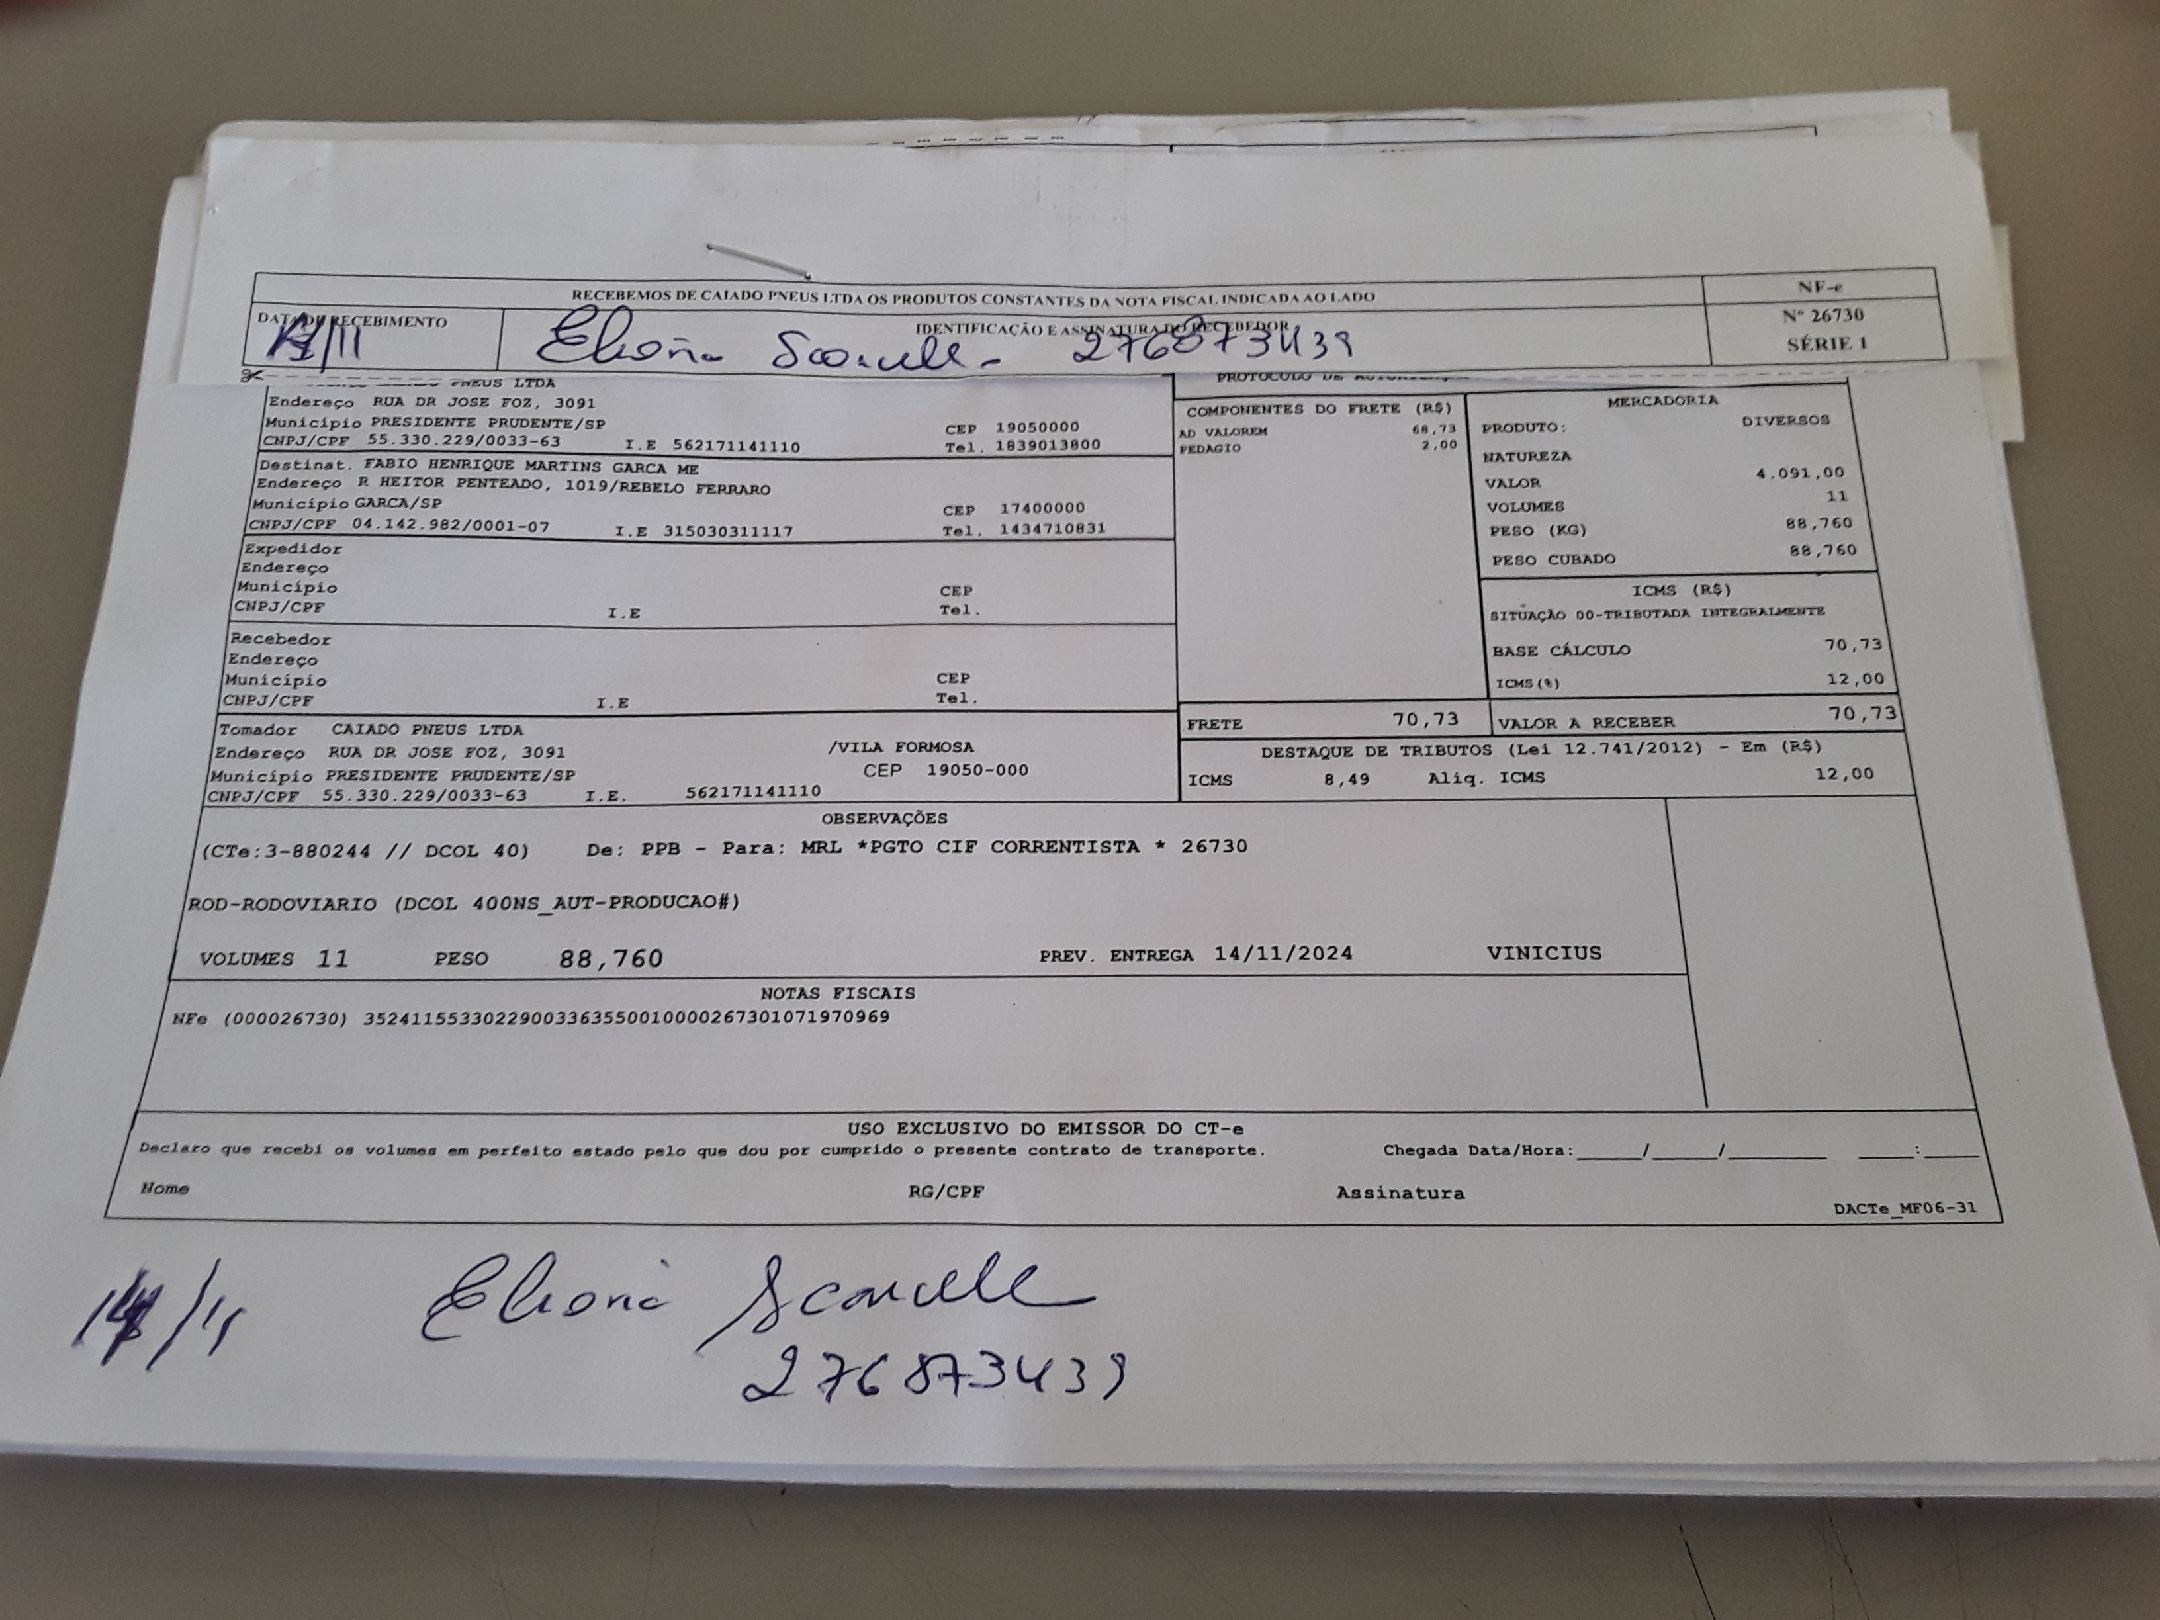 RECEBEMOS DE CAIADO PNEUS LTDA OS PRODUTOS CONSTANTES DA NOTA FISCAL INDICADA AO LADO
NF-e
Nº 26730
SÉRIE 1
DATA DE RECEBIMENTO
IDENTIFICAÇÃO E ASSINATURA DO RECEBEDOR
/11
276873439
PNEUS LTDA
Endereço RUA DR JOSE FOZ, 3091
Município PRESIDENTE PRUDENTE/SP CEP 19050000
CNPJ/CPF 55.330.229/0033-63 I.E 562171141110 Tel. 1839013800
Destinat. FABIO HENRIQUE MARTINS GARCA ME
Endereço R HEITOR PENTEADO, 1019/REBELO FERRARO
Município GARCA/SP CEP 17400000
CNPJ/CPF 04.142.982/0001-07 I.E 315030311117 Tel. 1434710831
Expedidor
Endereço
Município CEP
CNPJ/CPF I.E Tel.
Recebedor
Endereço
Município CEP
CNPJ/CPF I.E Tel.
Tomador CAIADO PNEUS LTDA
Endereço RUA DR JOSE FOZ, 3091 /VILA FORMOSA
Município PRESIDENTE PRUDENTE/SP CEP 19050-000
CNPJ/CPF 55.330.229/0033-63 I.E. 562171141110
PROTOCOLO DE
COMPONENTES DO FRETE (R$)
AD VALOREM 68,73
PEDAGIO 2,00
MERCADORIA
PRODUTO: DIVERSOS
NATUREZA
VALOR 4.091,00
VOLUMES 11
PESO (KG) 88,760
PESO CUBADO 88,760
ICMS (R$)
SITUAÇÃO 00-TRIBUTADA INTEGRALMENTE
BASE CÁLCULO 70,73
ICMS(%) 12,00
FRETE 70,73 VALOR A RECEBER 70,73
DESTAQUE DE TRIBUTOS (Lei 12.741/2012) - Em (R$)
ICMS 8,49 Aliq. ICMS 12,00
OBSERVAÇÕES
(CTe:3-880244 // DCOL 40) De: PPB - Para: MRL *PGTO CIF CORRENTISTA * 26730
ROD-RODOVIARIO (DCOL 400NS_AUT-PRODUCAO#)
VOLUMES 11 PESO 88,760 PREV. ENTREGA 14/11/2024 VINICIUS
NOTAS FISCAIS
NFe (000026730) 35241155330229003363550010000267301071970969
USO EXCLUSIVO DO EMISSOR DO CT-e
Declaro que recebi os volumes em perfeito estado pelo que dou por cumprido o presente contrato de transporte. Chegada Data/Hora:____/____/______ ____:____
Nome RG/CPF Assinatura
DACTe_MF06-31
14/11
276873439